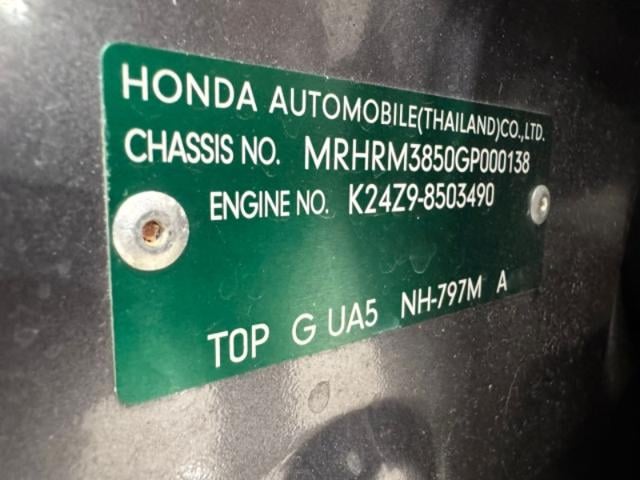 HONDA AUTOMOBILE(THAILAND)CO.,LTD.
CHASSIS NO. MRHRM3850GP000138
ENGINE NO. K24Z9-8503490
TOP G UA5 NH-797M A